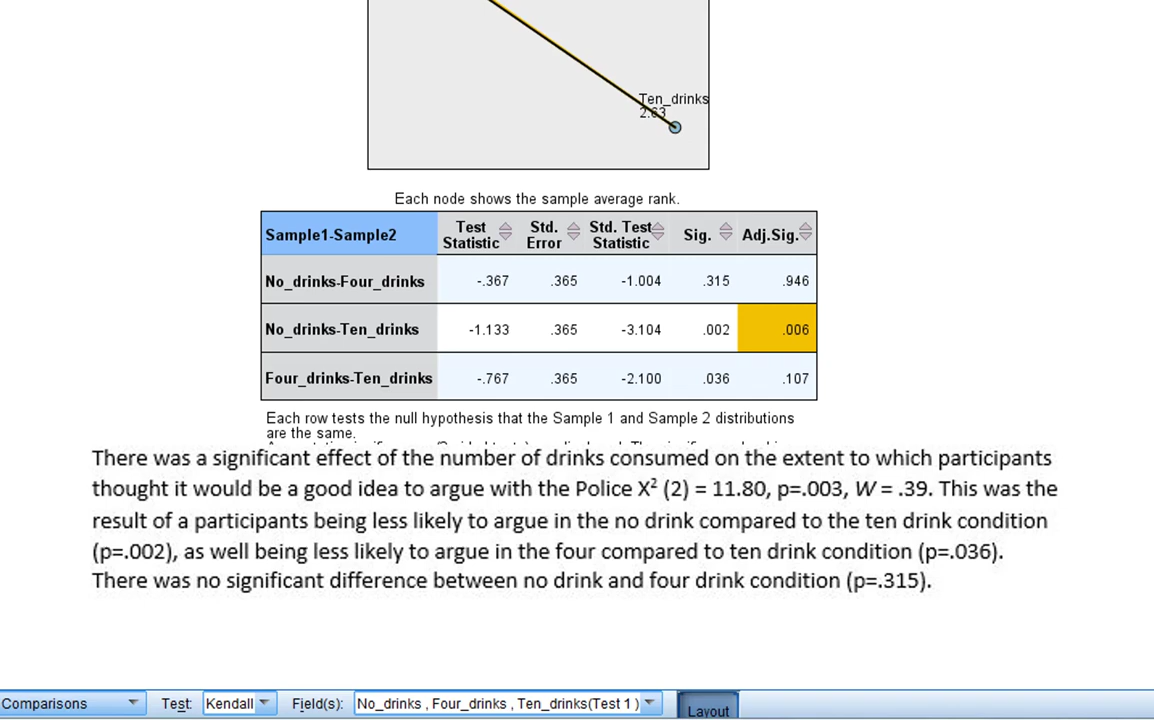 Ten_drinks
2.63
Each node shows the sample average rank.
Sample1-Sample2 Test Statistic Std. Error Std. Test Statistic Sig. Adj.Sig.
No_drinks-Four_drinks -.367 .365 -1.004 .315 .946
No_drinks-Ten_drinks -1.133 .365 -3.104 .002 .006
Four_drinks-Ten_drinks -.767 .365 -2.100 .036 .107
Each row tests the null hypothesis that the Sample 1 and Sample 2 distributions
are the same.
There was a significant effect of the number of drinks consumed on the extent to which participants
thought it would be a good idea to argue with the Police X² (2) = 11.80, p=.003, W = .39. This was the
result of a participants being less likely to argue in the no drink compared to the ten drink condition
(p=.002), as well being less likely to argue in the four compared to ten drink condition (p=.036).
There was no significant difference between no drink and four drink condition (p=.315).
Comparisons Test: Kendall Field(s): No_drinks , Four_drinks , Ten_drinks(Test 1 ) Layout